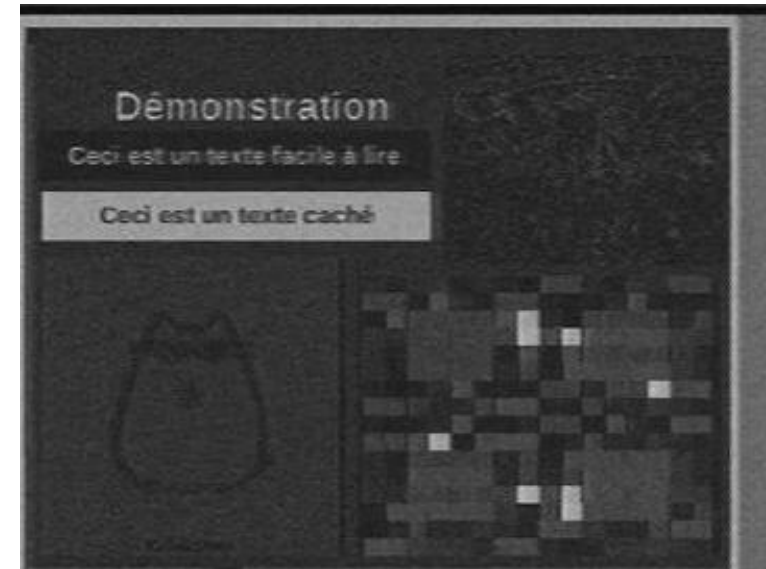 Démonstration
Ceci est un texte facile à lire
Ceci est un texte caché